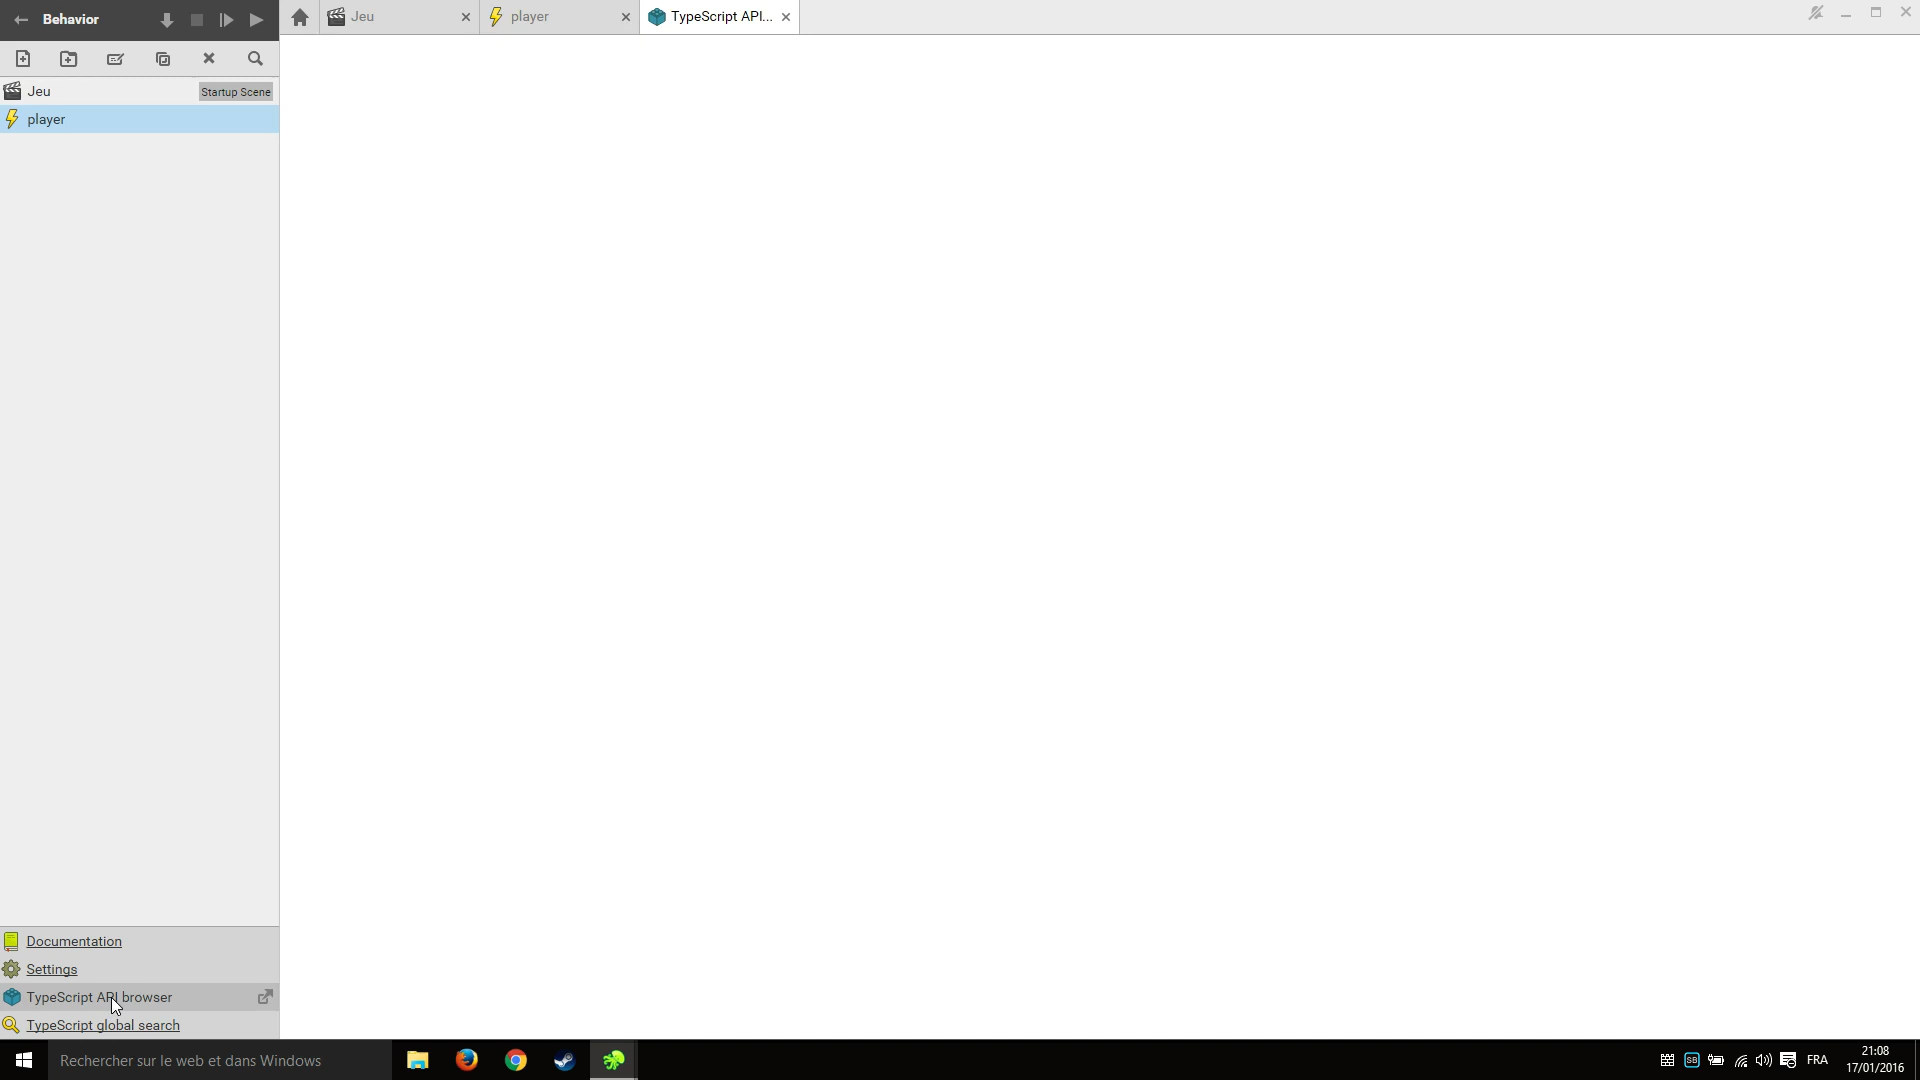 Behavior
Jeu
player
TypeScript API...
Jeu
Startup Scene
player
Documentation
Settings
TypeScript API browser
TypeScript global search
Rechercher sur le web et dans Windows
SB
FRA
21:08
17/01/2016